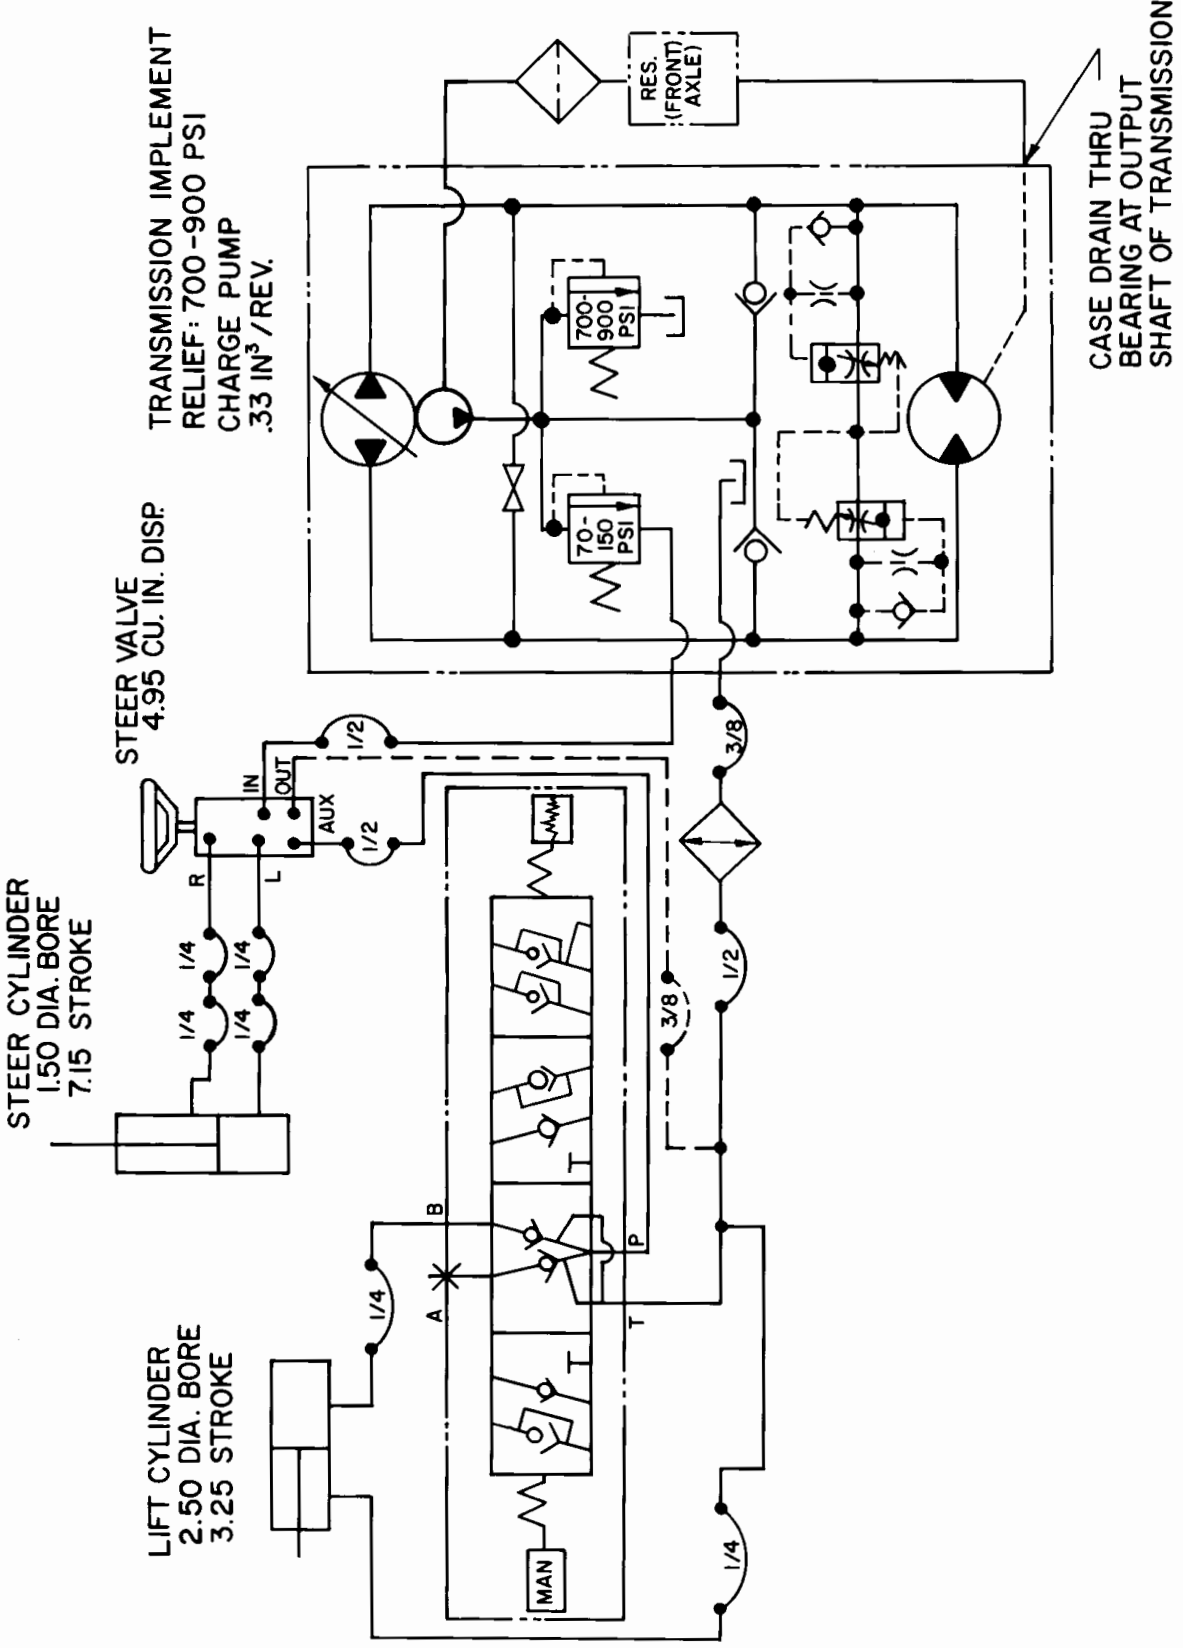 STEER CYLINDER
1.50 DIA. BORE
7.15 STROKE
STEER VALVE
4.95 CU. IN. DISP.
TRANSMISSION IMPLEMENT
RELIEF: 700-900 PSI
CHARGE PUMP
.33 IN³/REV.
LIFT CYLINDER
2.50 DIA. BORE
3.25 STROKE
1/4
1/4
1/4
1/4
R
L
IN
OUT
AUX
1/2
1/2
RES.
(FRONT)
AXLE)
70-
150
PSI
700-
900
PSI
1/4
A
B
MAN
T
P
3/8
1/2
3/8
1/4
CASE DRAIN THRU
BEARING AT OUTPUT
SHAFT OF TRANSMISSION